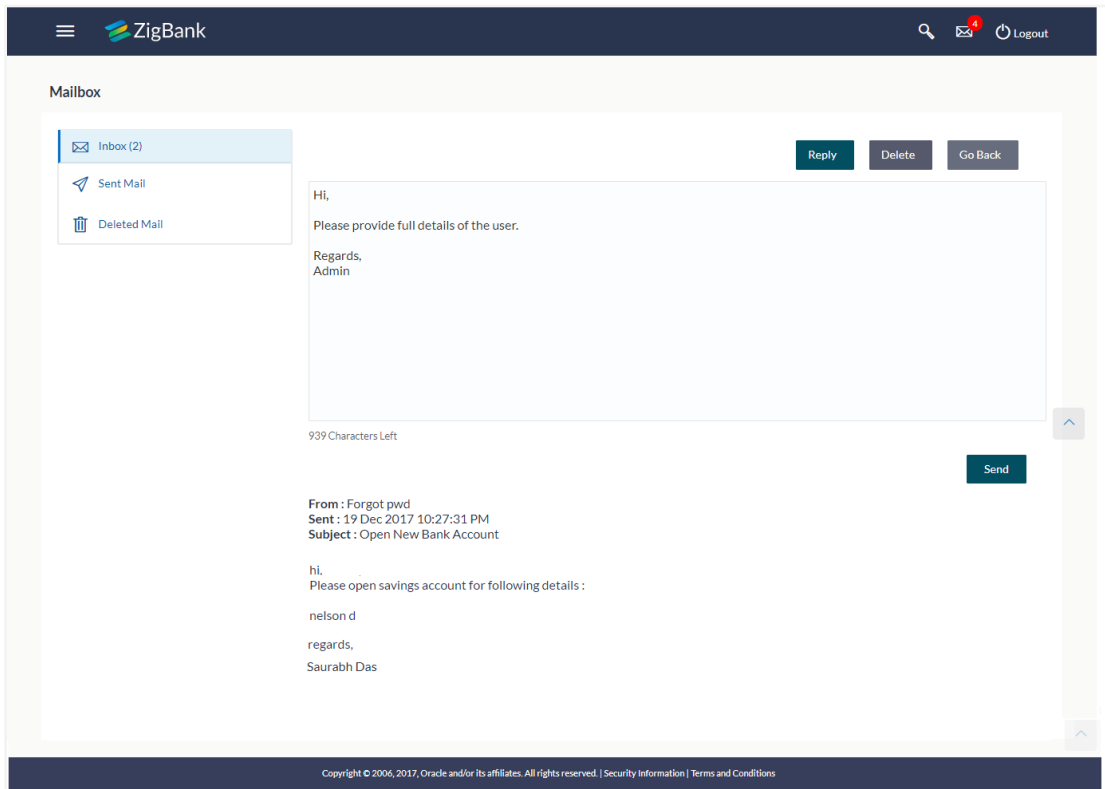 ZigBank
4
Logout
Mailbox
Inbox (2)
Sent Mail
Deleted Mail
Reply
Delete
Go Back
Hi,
Please provide full details of the user.
Regards,
Admin
939 Characters Left
Send
From : Forgot pwd
Sent : 19 Dec 2017 10:27:31 PM
Subject : Open New Bank Account
hi,
Please open savings account for following details :
nelson d
regards,
Saurabh Das
Copyright © 2006, 2017, Oracle and/or its affiliates. All rights reserved. | Security Information | Terms and Conditions